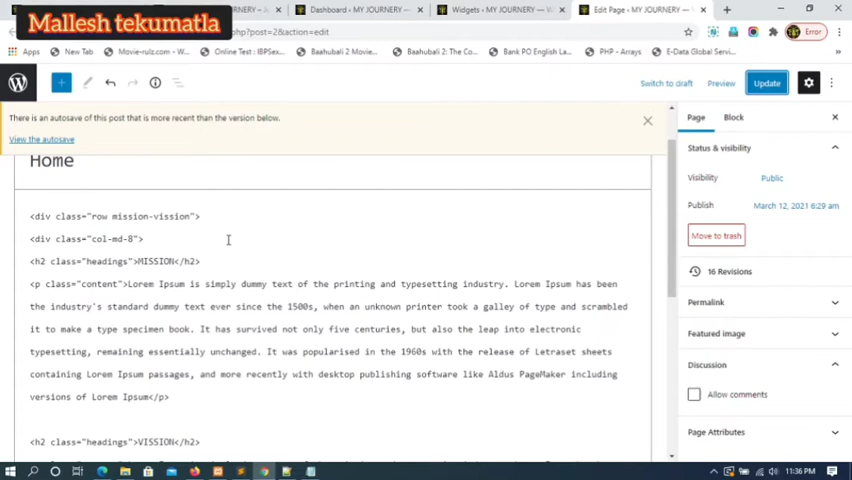 Mallesh tekumatla
Dashboard ‹ MY JOURNERY —
Widgets ‹ MY JOURNERY — W
Edit Page ‹ MY JOURNERY —
php?post=2&action=edit
Error
Apps
New Tab
Movie-rulz.com - W...
Online Test : IBPSex...
Baahubali 2 Movie...
Baahubali 2: The Co...
Bank PO English La...
PHP - Arrays
E-Data Global Servi...
Switch to draft
Preview
Update
There is an autosave of this post that is more recent than the version below.
View the autosave
Home
<div class="row mission-vission">
<div class="col-md-8">
<h2 class="headings">MISSION</h2>
<p class="content">Lorem Ipsum is simply dummy text of the printing and typesetting industry. Lorem Ipsum has been
the industry's standard dummy text ever since the 1500s, when an unknown printer took a galley of type and scrambled
it to make a type specimen book. It has survived not only five centuries, but also the leap into electronic
typesetting, remaining essentially unchanged. It was popularised in the 1960s with the release of Letraset sheets
containing Lorem Ipsum passages, and more recently with desktop publishing software like Aldus PageMaker including
versions of Lorem Ipsum</p>
<h2 class="headings">VISSION</h2>
Page
Block
Status & visibility
Visibility
Public
Publish
March 12, 2021 6:29 am
Move to trash
16 Revisions
Permalink
Featured image
Discussion
Allow comments
Page Attributes
11:36 PM